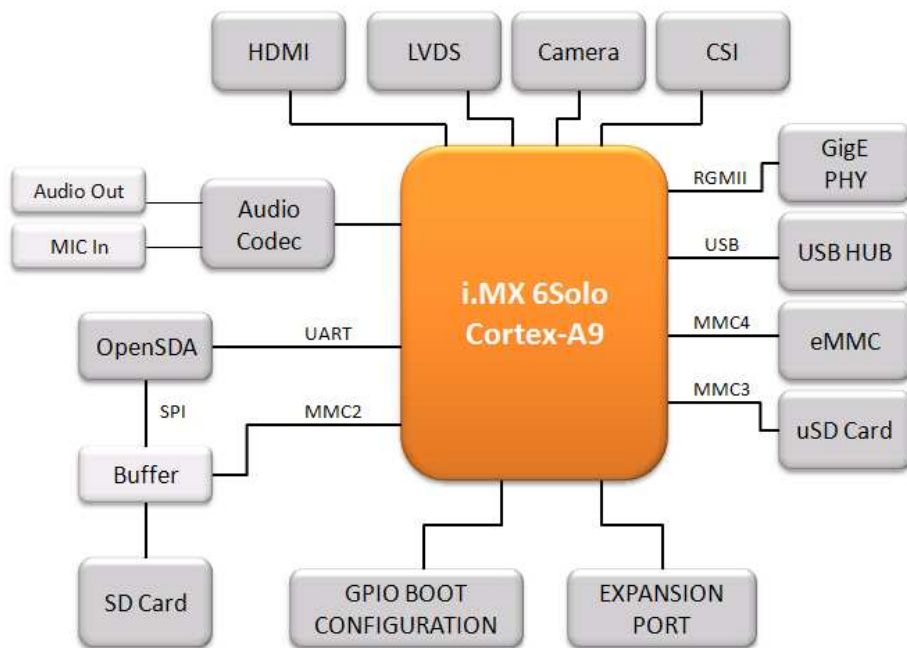 HDMI
LVDS
Camera
CSI
Audio Out
MIC In
Audio
Codec
RGMII
GigE
PHY
USB
USB HUB
i.MX 6Solo
Cortex-A9
OpenSDA
UART
MMC4
eMMC
SPI
MMC2
MMC3
uSD Card
Buffer
SD Card
GPIO BOOT
CONFIGURATION
EXPANSION
PORT